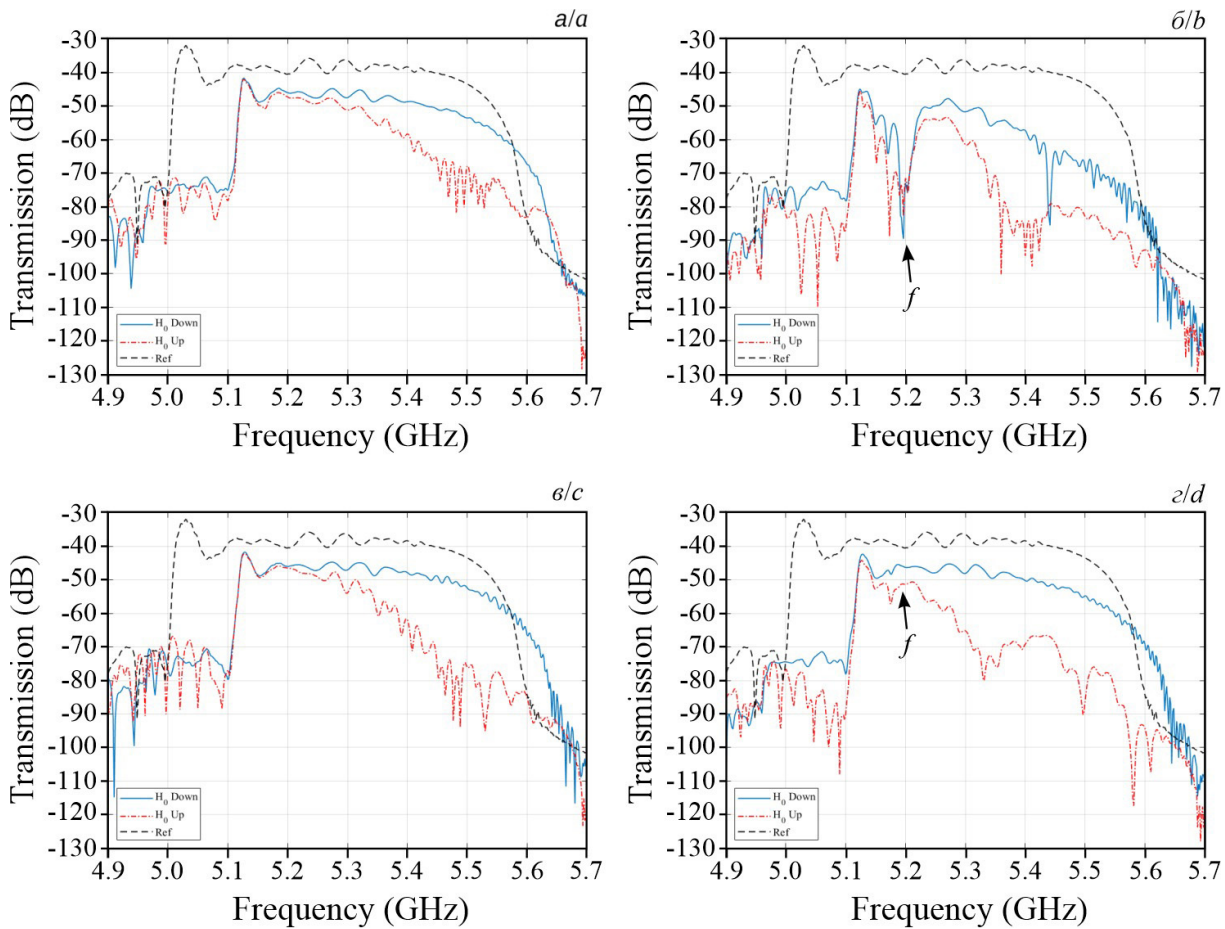 а/a
-30
-40
-50
-60
-70
-80
-90
-100
-110
-120
-130
Transmission (dB)
H0 Down
H0 Up
Ref
4.9 5.0 5.1 5.2 5.3 5.4 5.5 5.6 5.7
Frequency (GHz)
б/b
-30
-40
-50
-60
-70
-80
-90
-100
-110
-120
-130
Transmission (dB)
f
H0 Down
H0 Up
Ref
4.9 5.0 5.1 5.2 5.3 5.4 5.5 5.6 5.7
Frequency (GHz)
в/c
-30
-40
-50
-60
-70
-80
-90
-100
-110
-120
-130
Transmission (dB)
H0 Down
H0 Up
Ref
4.9 5.0 5.1 5.2 5.3 5.4 5.5 5.6 5.7
Frequency (GHz)
г/d
-30
-40
-50
-60
-70
-80
-90
-100
-110
-120
-130
Transmission (dB)
f
H0 Down
H0 Up
Ref
4.9 5.0 5.1 5.2 5.3 5.4 5.5 5.6 5.7
Frequency (GHz)